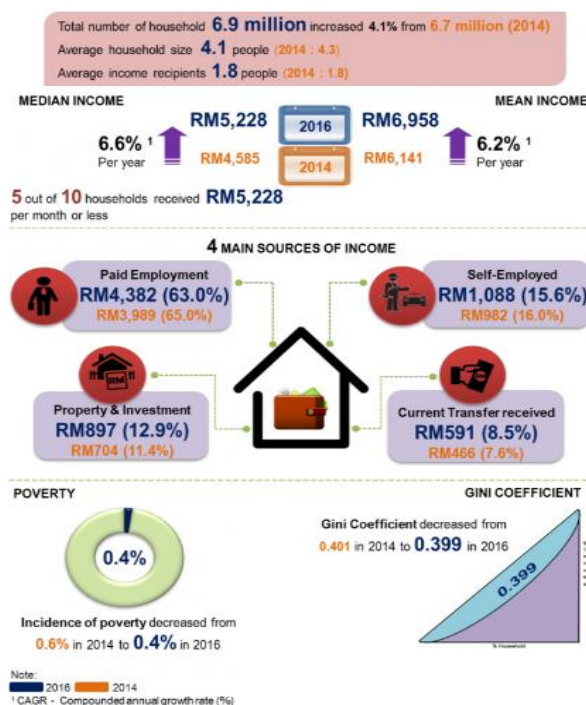 Total number of household 6.9 million increased 4.1% from 6.7 million (2014)
Average household size 4.1 people (2014 : 4.3)
Average income recipients 1.8 people (2014 : 1.8)
MEDIAN INCOME
MEAN INCOME
6.6% ¹
Per year
RM5,228
2016
RM6,958
RM4,585
2014
RM6,141
6.2% ¹
Per year
5 out of 10 households received RM5,228
per month or less
4 MAIN SOURCES OF INCOME
Paid Employment
RM4,382 (63.0%)
RM3,989 (65.0%)
Self-Employed
RM1,088 (15.6%)
RM982 (16.0%)
RM
Property & Investment
RM897 (12.9%)
RM704 (11.4%)
Current Transfer received
RM591 (8.5%)
RM466 (7.6%)
POVERTY
GINI COEFFICIENT
0.4%
Incidence of poverty decreased from
0.6% in 2014 to 0.4% in 2016
Gini Coefficient decreased from
0.401 in 2014 to 0.399 in 2016
0.399
% Household
Note:
2016 2014
¹ CAGR - Compounded annual growth rate (%)